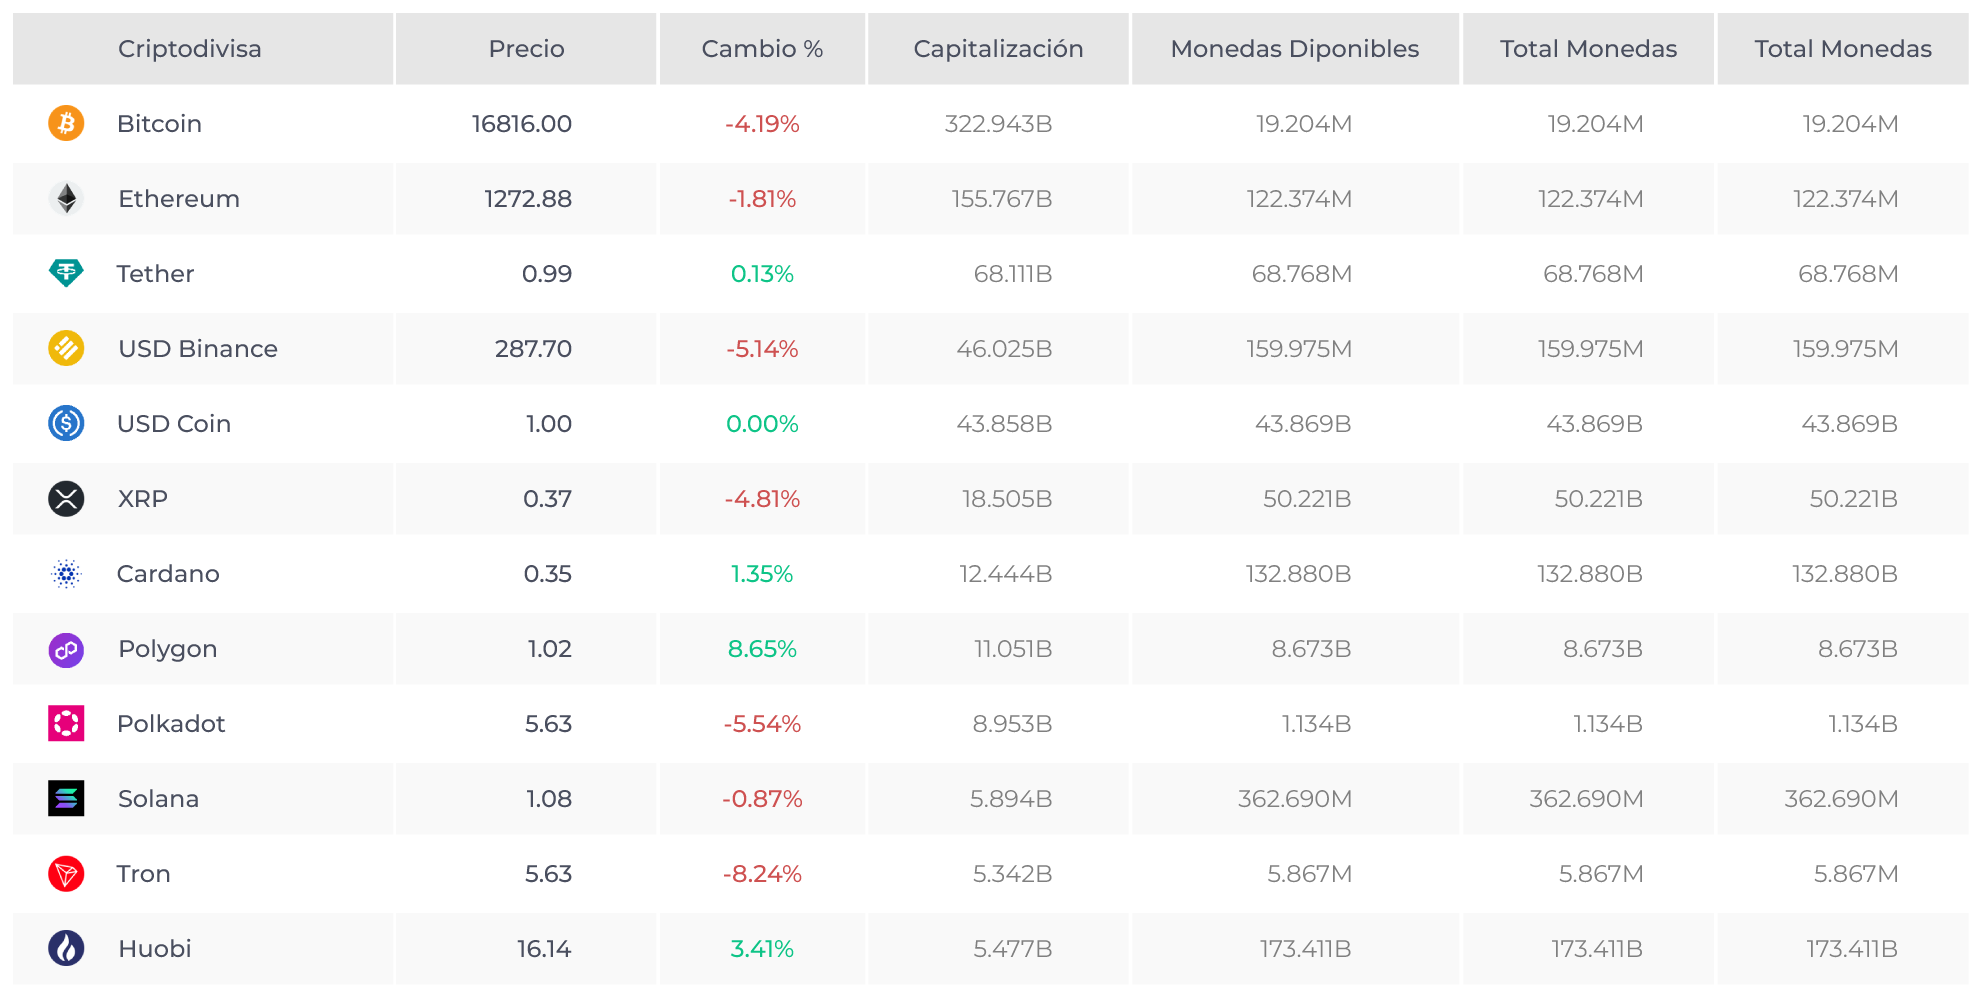 Criptodivisa Precio Cambio % Capitalización Monedas Diponibles Total Monedas Total Monedas
Bitcoin 16816.00 -4.19% 322.943B 19.204M 19.204M 19.204M
Ethereum 1272.88 -1.81% 155.767B 122.374M 122.374M 122.374M
Tether 0.99 0.13% 68.111B 68.768M 68.768M 68.768M
USD Binance 287.70 -5.14% 46.025B 159.975M 159.975M 159.975M
USD Coin 1.00 0.00% 43.858B 43.869B 43.869B 43.869B
XRP 0.37 -4.81% 18.505B 50.221B 50.221B 50.221B
Cardano 0.35 1.35% 12.444B 132.880B 132.880B 132.880B
Polygon 1.02 8.65% 11.051B 8.673B 8.673B 8.673B
Polkadot 5.63 -5.54% 8.953B 1.134B 1.134B 1.134B
Solana 1.08 -0.87% 5.894B 362.690M 362.690M 362.690M
Tron 5.63 -8.24% 5.342B 5.867M 5.867M 5.867M
Huobi 16.14 3.41% 5.477B 173.411B 173.411B 173.411B